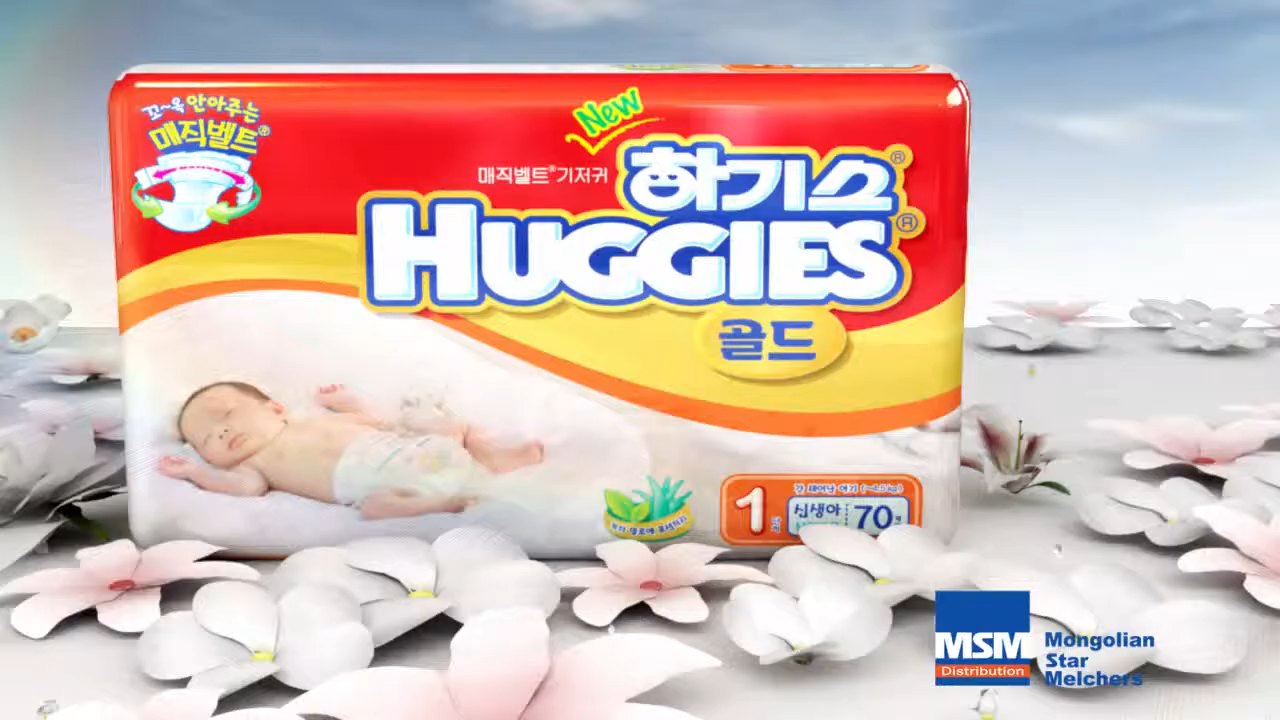 꼬~옥 안아주는
매직벨트®
New
매직벨트®기저귀
하기스®
HUGGIES®
골드
1
갓 태어난 아기
신생아
70
MSM
Distribution
Mongolian
Star
Melchers